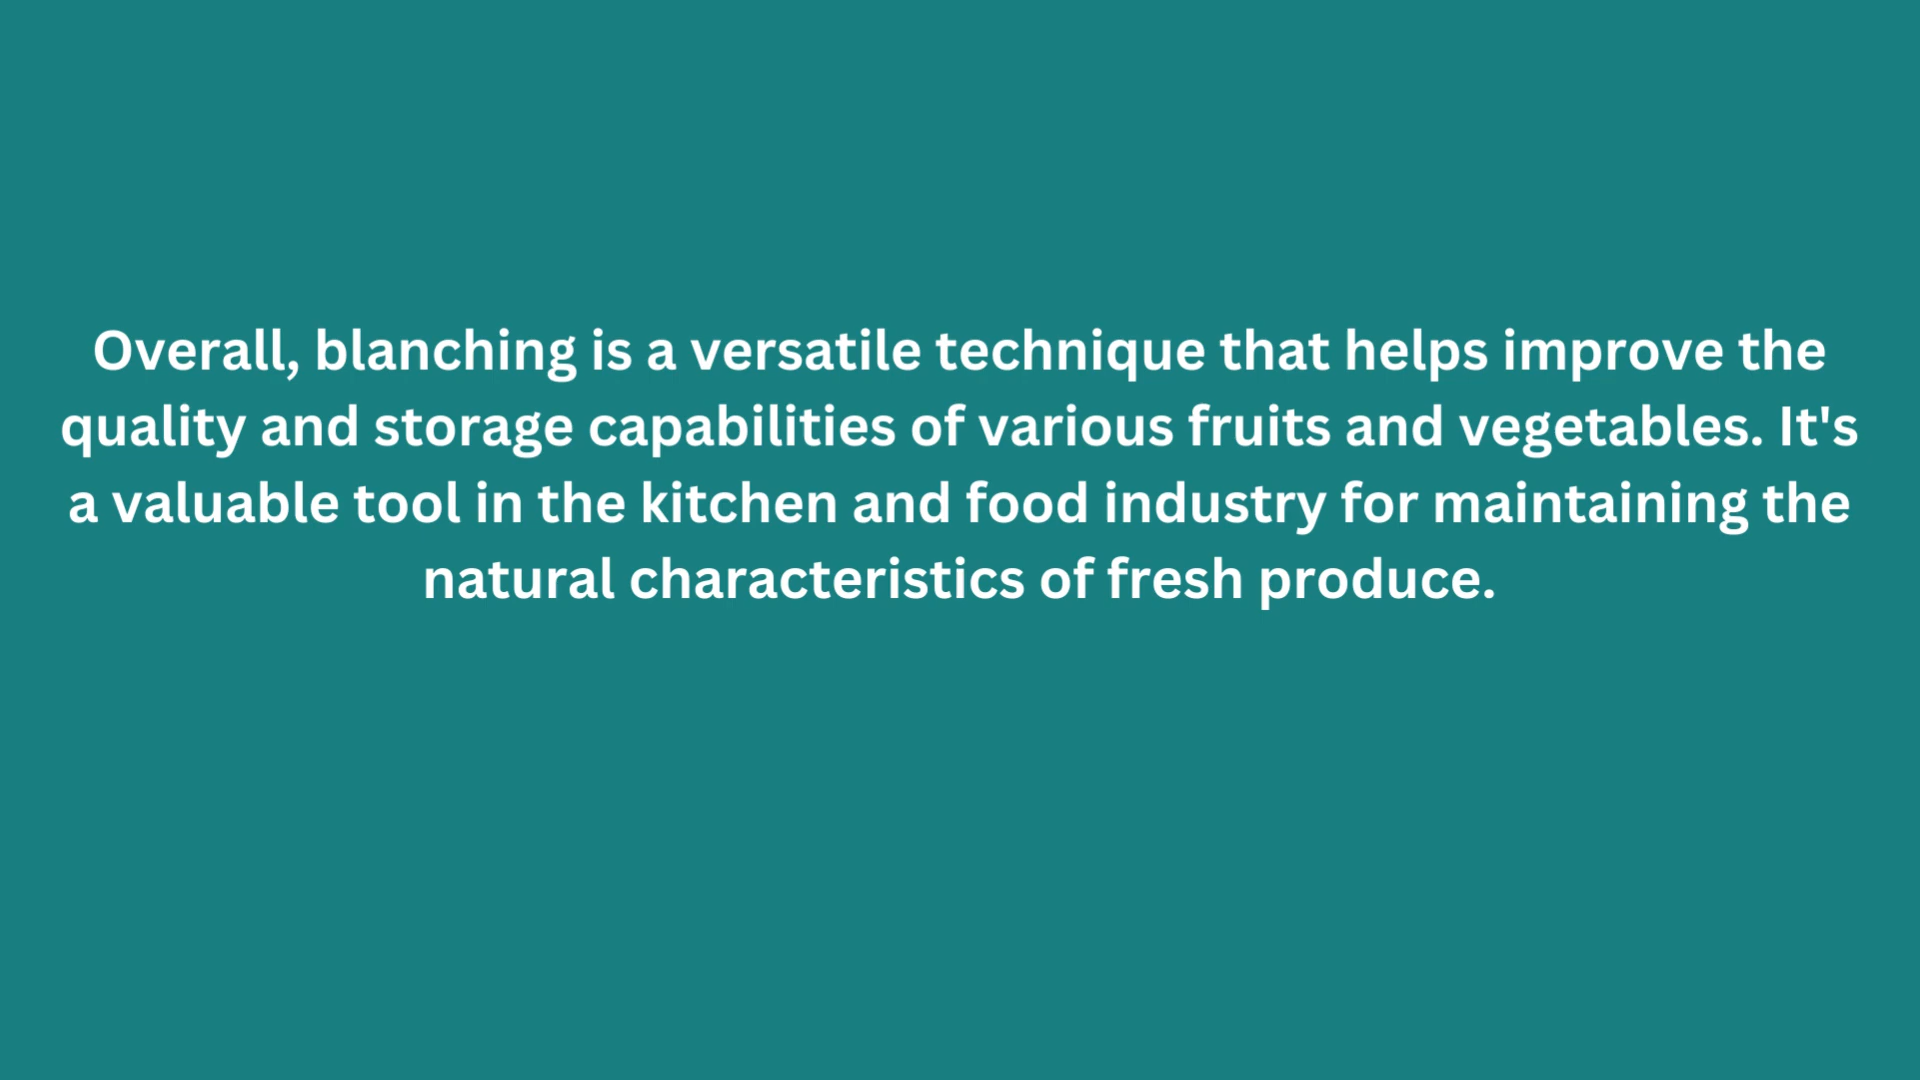 Overall, blanching is a versatile technique that helps improve the
quality and storage capabilities of various fruits and vegetables. It's
a valuable tool in the kitchen and food industry for maintaining the
natural characteristics of fresh produce.